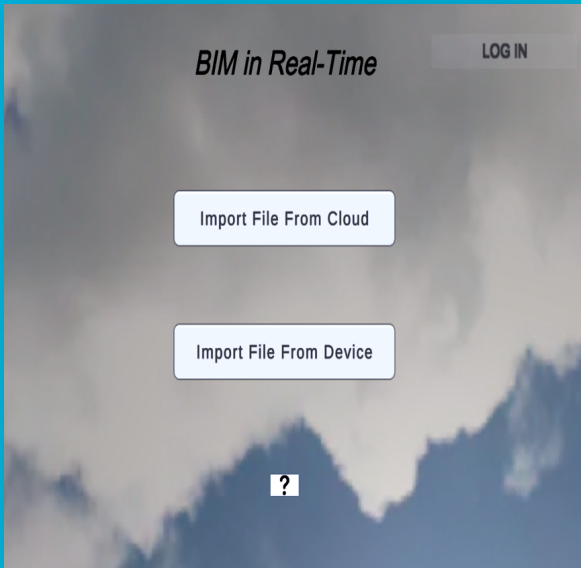 BIM in Real-Time
LOG IN
Import File From Cloud
Import File From Device
?